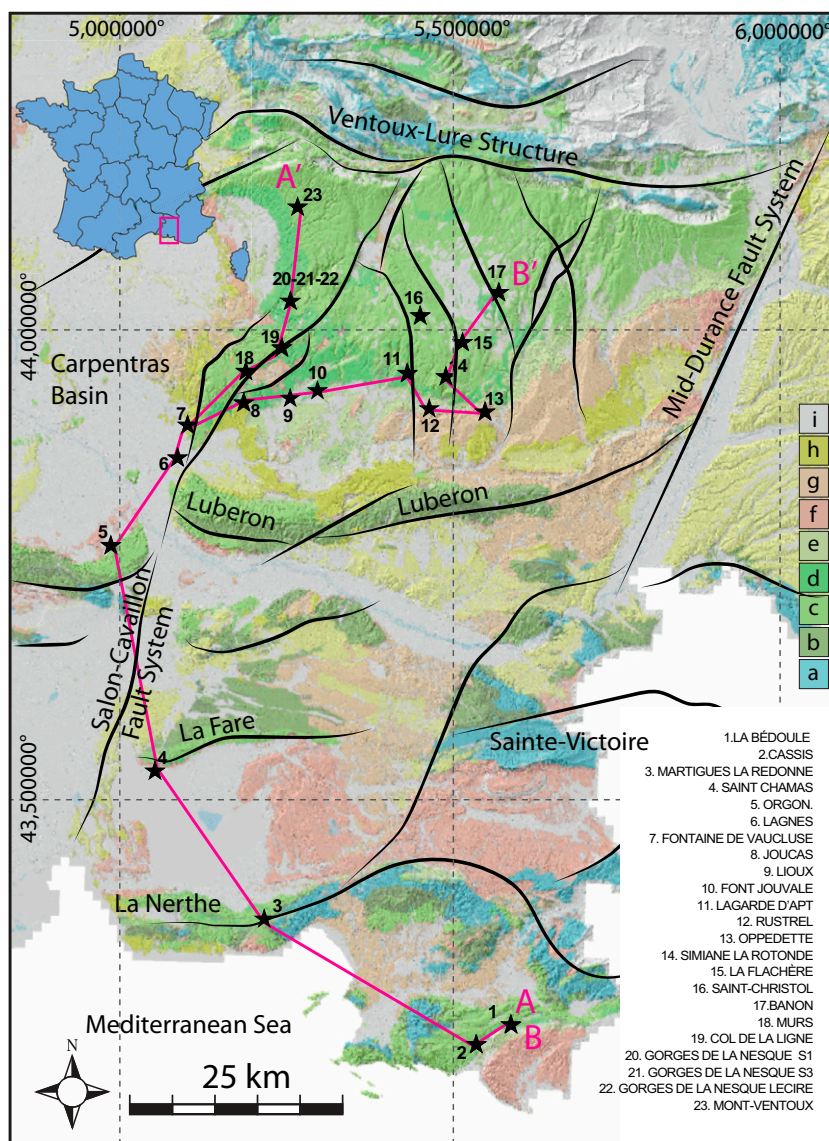 5,000000°
5,500000°
6,000000°
Ventoux-Lure Structure
A'
23
Mid-Durance Fault System
17
B'
20-21-22
16
44,000000°
19
15
Carpentras
Basin
18
11
14
10
8
9
12
13
7
6
i
h
g
f
e
d
c
b
a
Luberon
Luberon
5
Salon-Cavaillon
Fault System
La Fare
Sainte-Victoire
4
43,500000°
La Nerthe
3
A
1
B
2
Mediterranean Sea
N
25 km
1.LA BÉDOULE
2.CASSIS
3. MARTIGUES LA REDONNE
4. SAINT CHAMAS
5. ORGON.
6. LAGNES
7. FONTAINE DE VAUCLUSE
8. JOUCAS
9. LIOUX
10. FONT JOUVALE
11. LAGARDE D'APT
12. RUSTREL
13. OPPEDETTE
14. SIMIANE LA ROTONDE
15. LA FLACHÈRE
16. SAINT-CHRISTOL
17.BANON
18. MURS
19. COL DE LA LIGNE
20. GORGES DE LA NESQUE S1
21. GORGES DE LA NESQUE S3
22. GORGES DE LA NESQUE LECIRE
23. MONT-VENTOUX